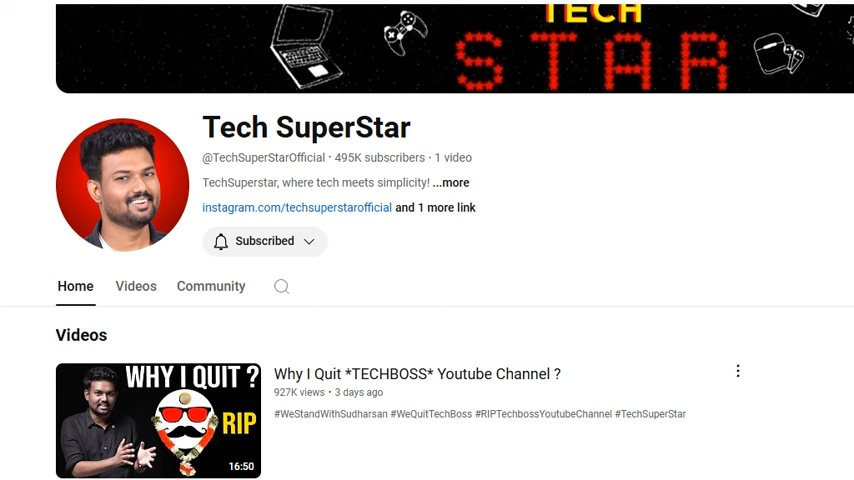 TECH
STAR
Tech SuperStar
@TechSuperStarOfficial · 495K subscribers · 1 video
TechSuperstar, where tech meets simplicity! ...more
instagram.com/techsuperstarofficial and 1 more link
Subscribed
Home Videos Community
Videos
WHY I QUIT ?
RIP
16:50
Why I Quit *TECHBOSS* Youtube Channel ?
927K views · 3 days ago
#WeStandWithSudharsan #WeQuitTechBoss #RIPTechbossYoutubeChannel #TechSuperStar